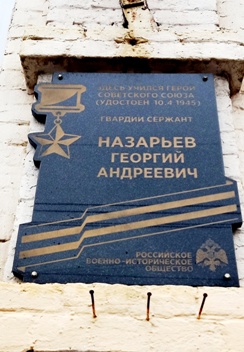 ЗДЕСЬ УЧИЛСЯ ГЕРОЙ
СОВЕТСКОГО СОЮЗА
(УДОСТОЕН 10.4.1945)
ГВАРДИИ СЕРЖАНТ
НАЗАРЬЕВ
ГЕОРГИЙ
АНДРЕЕВИЧ
РОССИЙСКОЕ
ВОЕННО-ИСТОРИЧЕСКОЕ
ОБЩЕСТВО